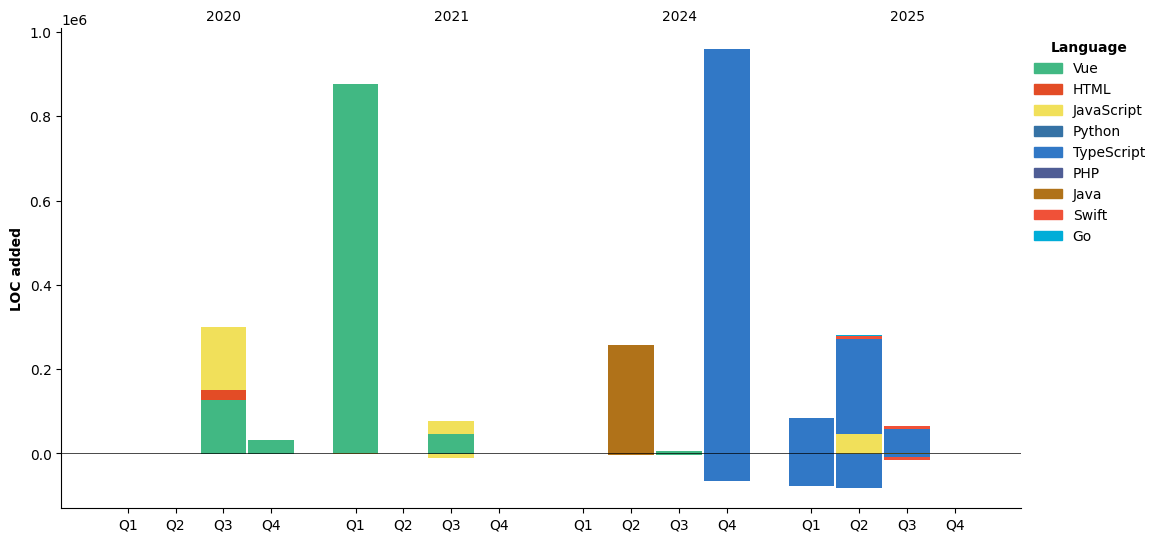 1e6
2020 2021 2024 2025
1.0
0.8
0.6
0.4
0.2
0.0
LOC added
Q1 Q2 Q3 Q4 Q1 Q2 Q3 Q4 Q1 Q2 Q3 Q4 Q1 Q2 Q3 Q4
Language
Vue
HTML
JavaScript
Python
TypeScript
PHP
Java
Swift
Go